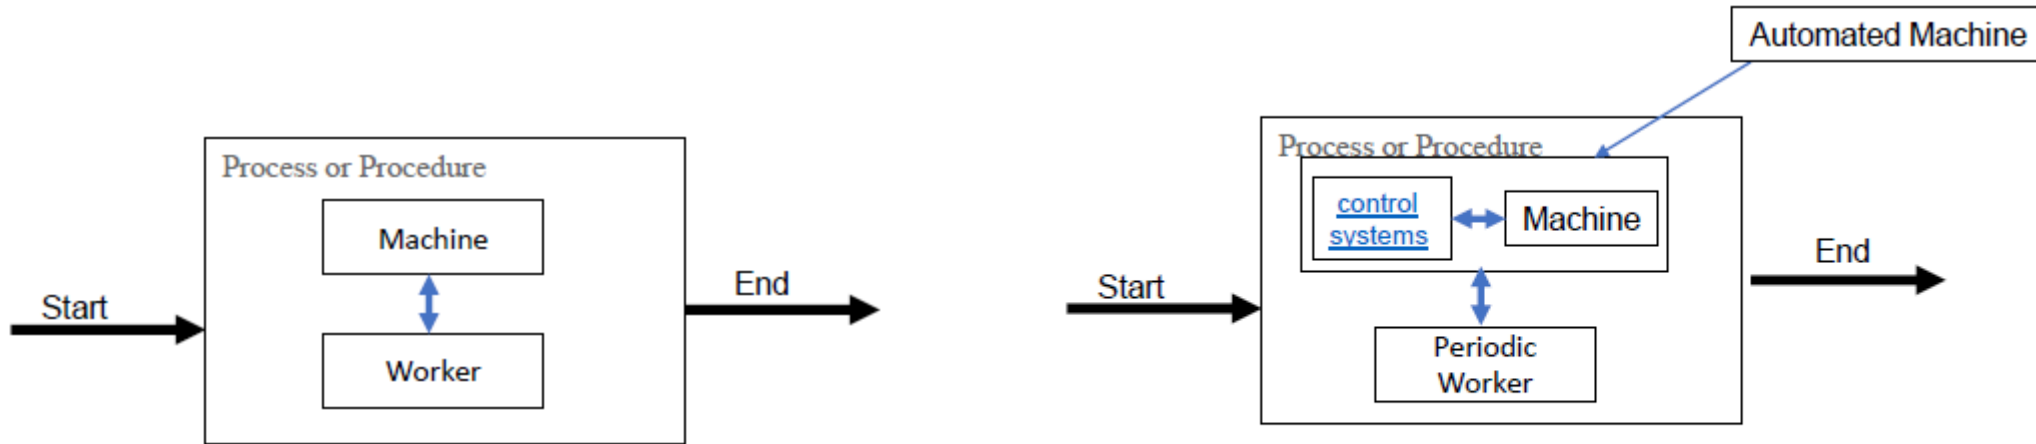 Process or Procedure
Machine
Worker
Start
End
Automated Machine
Process or Procedure
control
systems
Machine
Periodic
Worker
Start
End